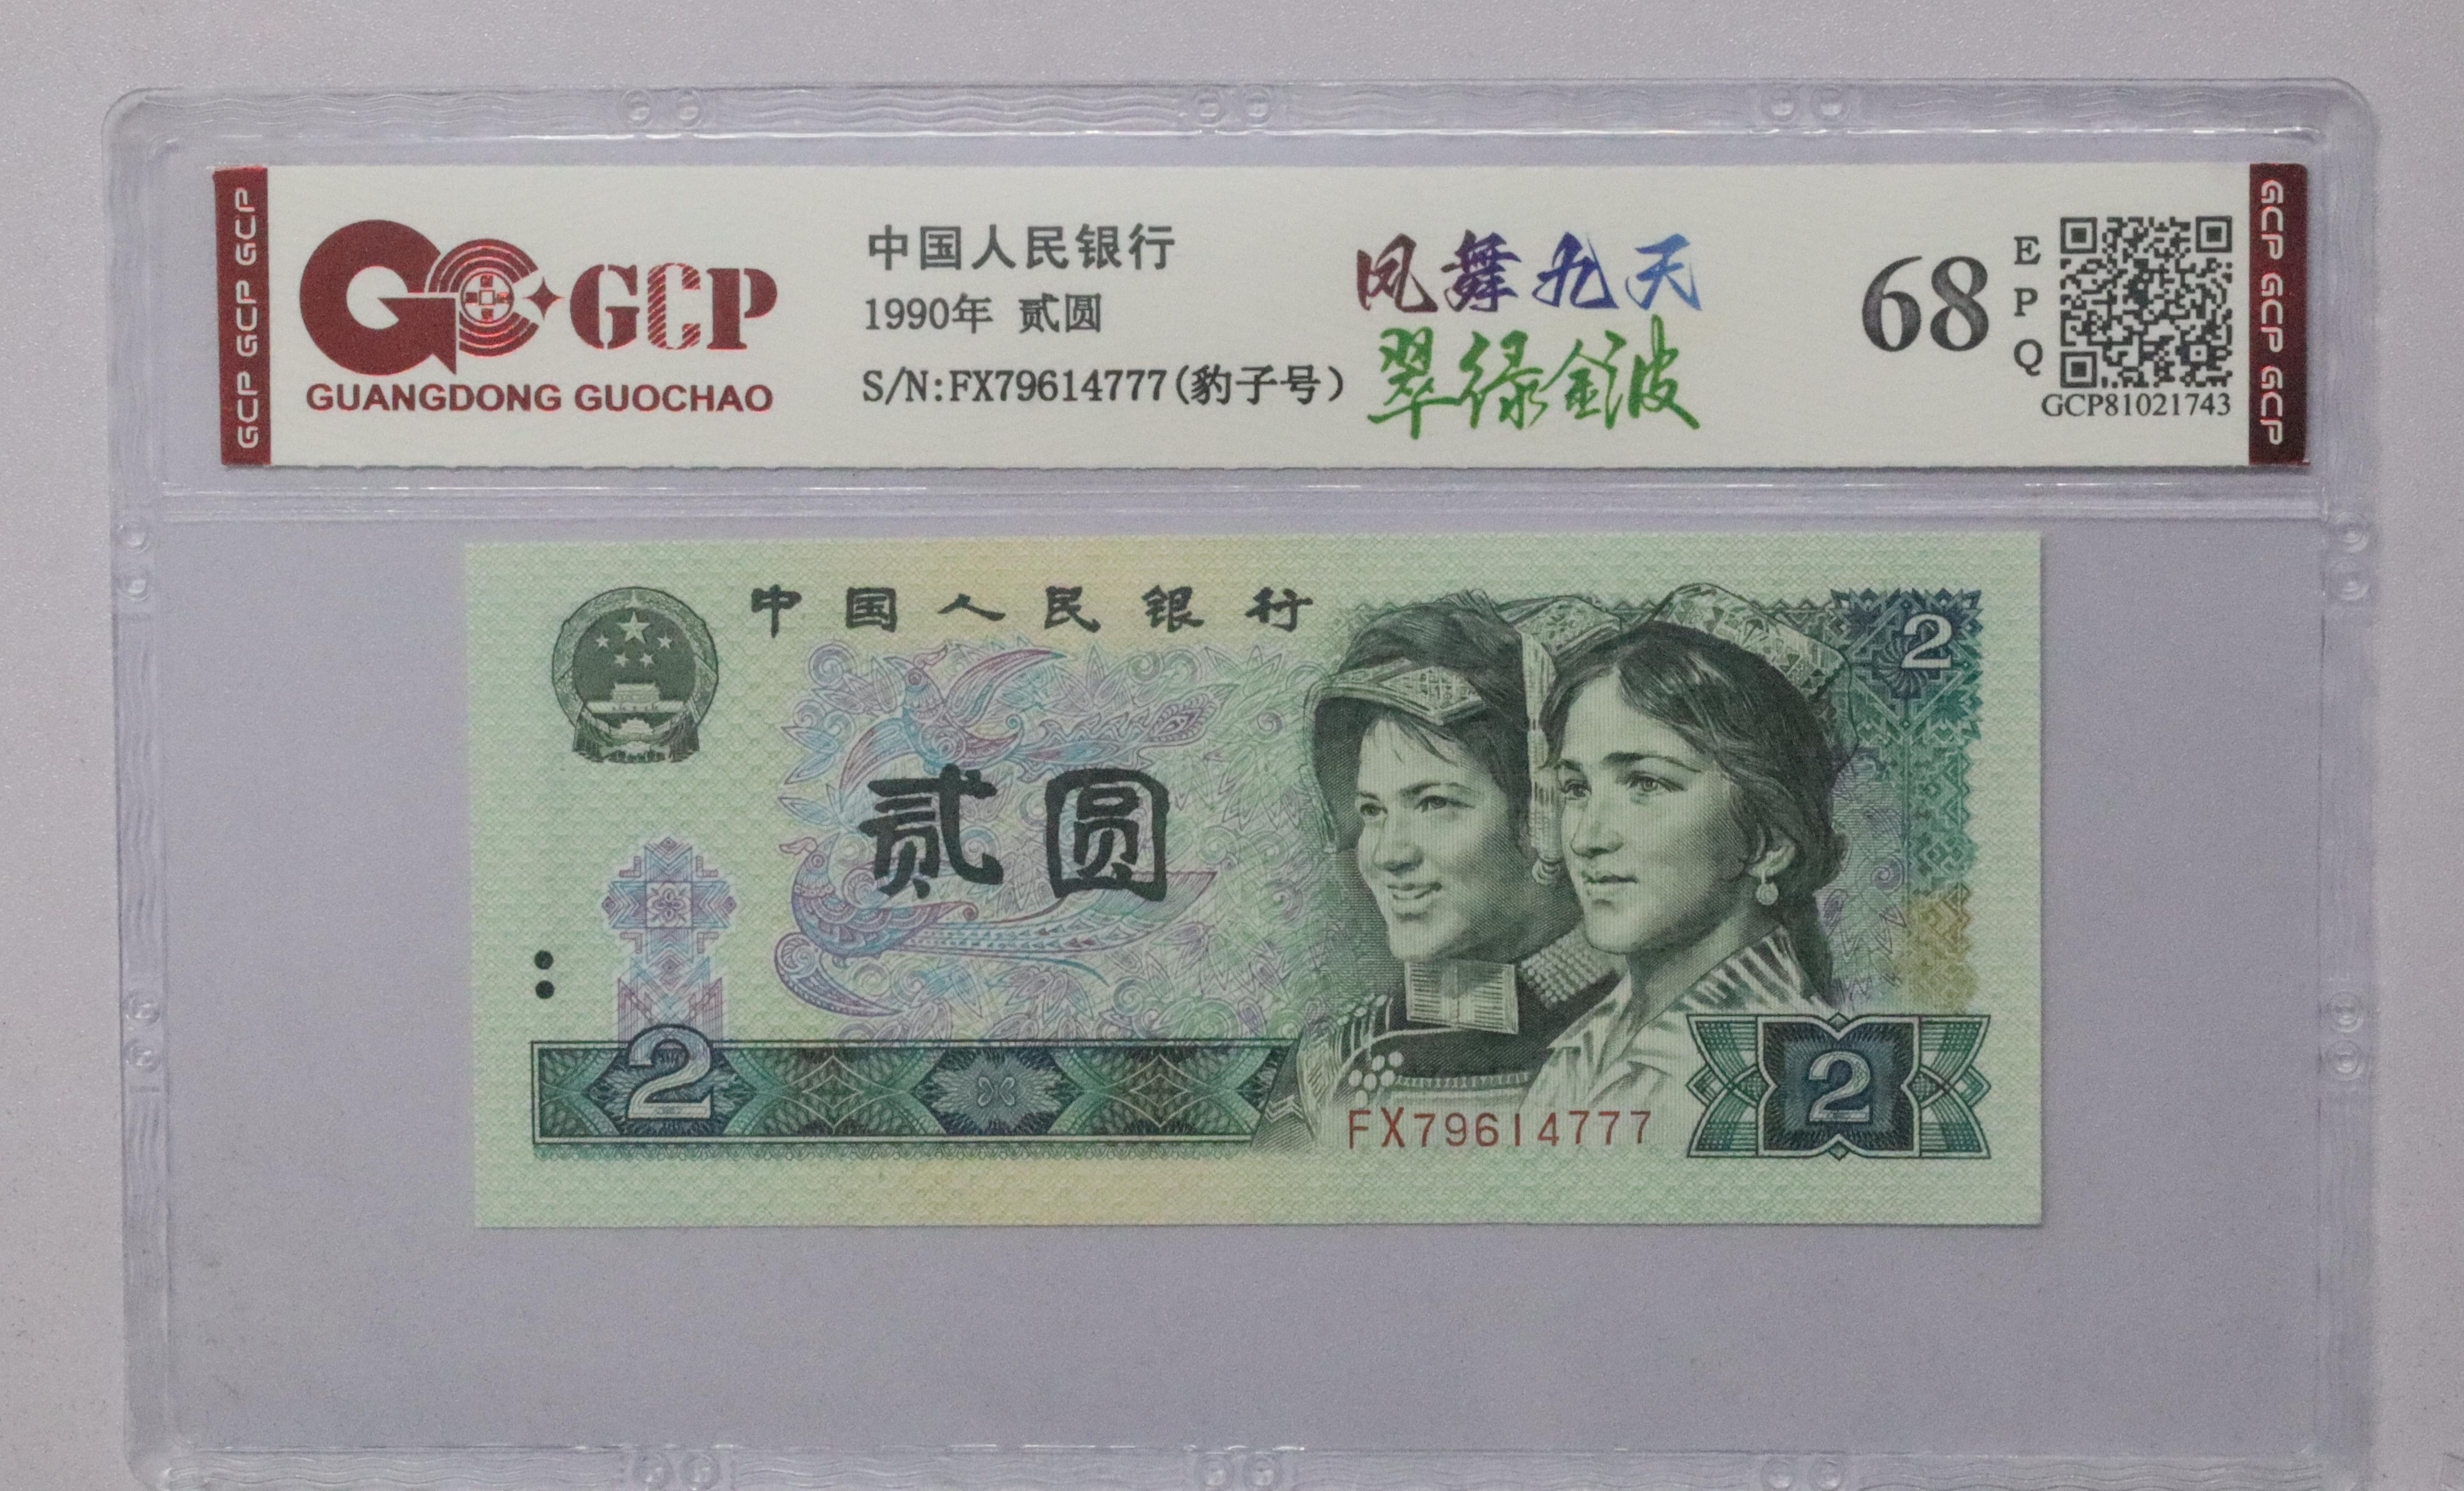 GCP GCP GCP
GCP
GUANGDONG GUOCHAO
中国人民银行
1990年 贰圆
S/N:FX79614777(豹子号)
凤舞九天
翠绿金波
68
EPQ
GCP81021743
GCP GCP GCP
中国人民银行
2
贰圆
2
FX79614777
2